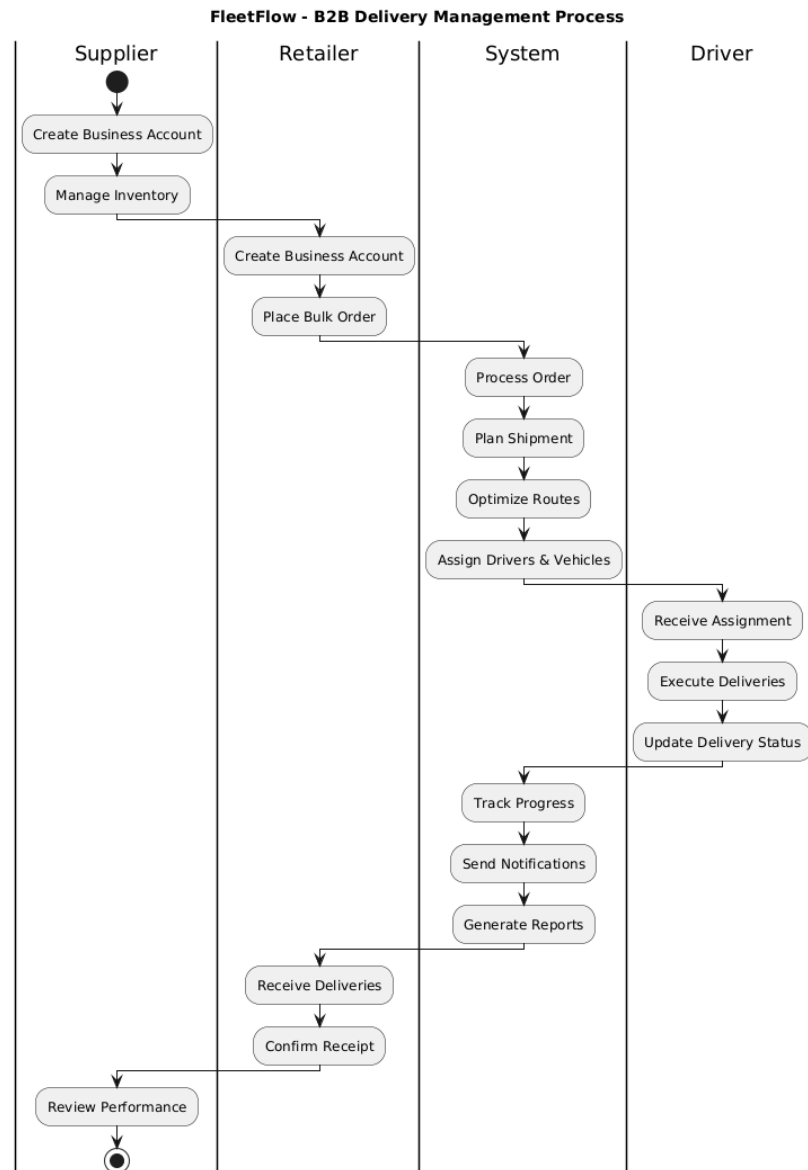 FleetFlow - B2B Delivery Management Process
Supplier
Retailer
System
Driver
Create Business Account
Manage Inventory
Create Business Account
Place Bulk Order
Process Order
Plan Shipment
Optimize Routes
Assign Drivers & Vehicles
Receive Assignment
Execute Deliveries
Update Delivery Status
Track Progress
Send Notifications
Generate Reports
Receive Deliveries
Confirm Receipt
Review Performance